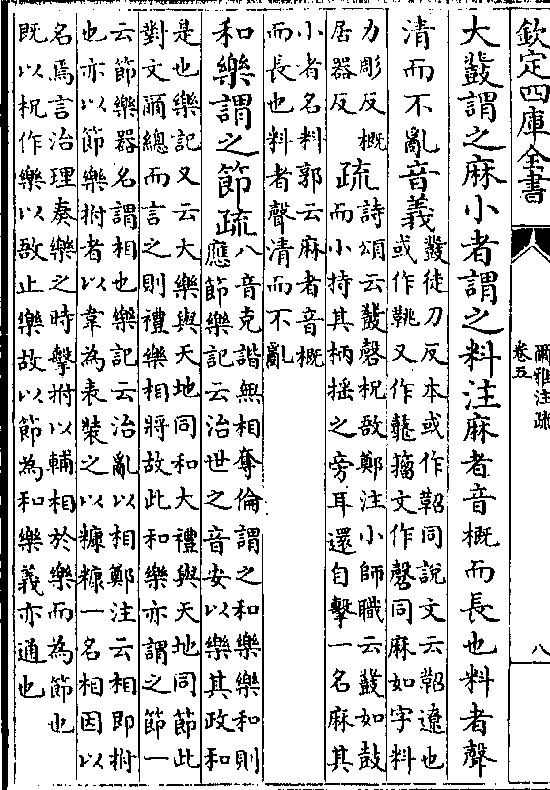 欽定四庫全書
爾雅注疏
卷五
八
大鼗謂之麻小者謂之料注麻者音概而長也料者聲
清而不亂音義
鼗徒刀反本或作鞀同說文云鞀遼也
或作鞉又作鼗籀文作磬同麻如字料
力彫反概
居器反
疏
詩頌云鼗磬柷敔鄭注小師職云鼗如鼓
而小持其柄揺之旁耳還自擊一名麻其
小者名料郭云麻者音概
而長也料者聲清而不亂
和樂謂之節疏
八音克諧無相奪倫謂之和樂樂和則
應節樂記云治世之音安以樂其政和
是也樂記又云大樂與天地同和大禮與天地同節此
對文爾總而言之則禮樂相將故此和樂亦謂之節一
云節樂器名謂相也樂記云治亂以相鄭注云相即拊
也亦以節樂拊者以韋為表裝之以糠糠一名相因以
名焉言治理奏樂之時擊拊以輔相於樂而為節也
既以柷作樂以敔止樂故以節為和樂義亦通也